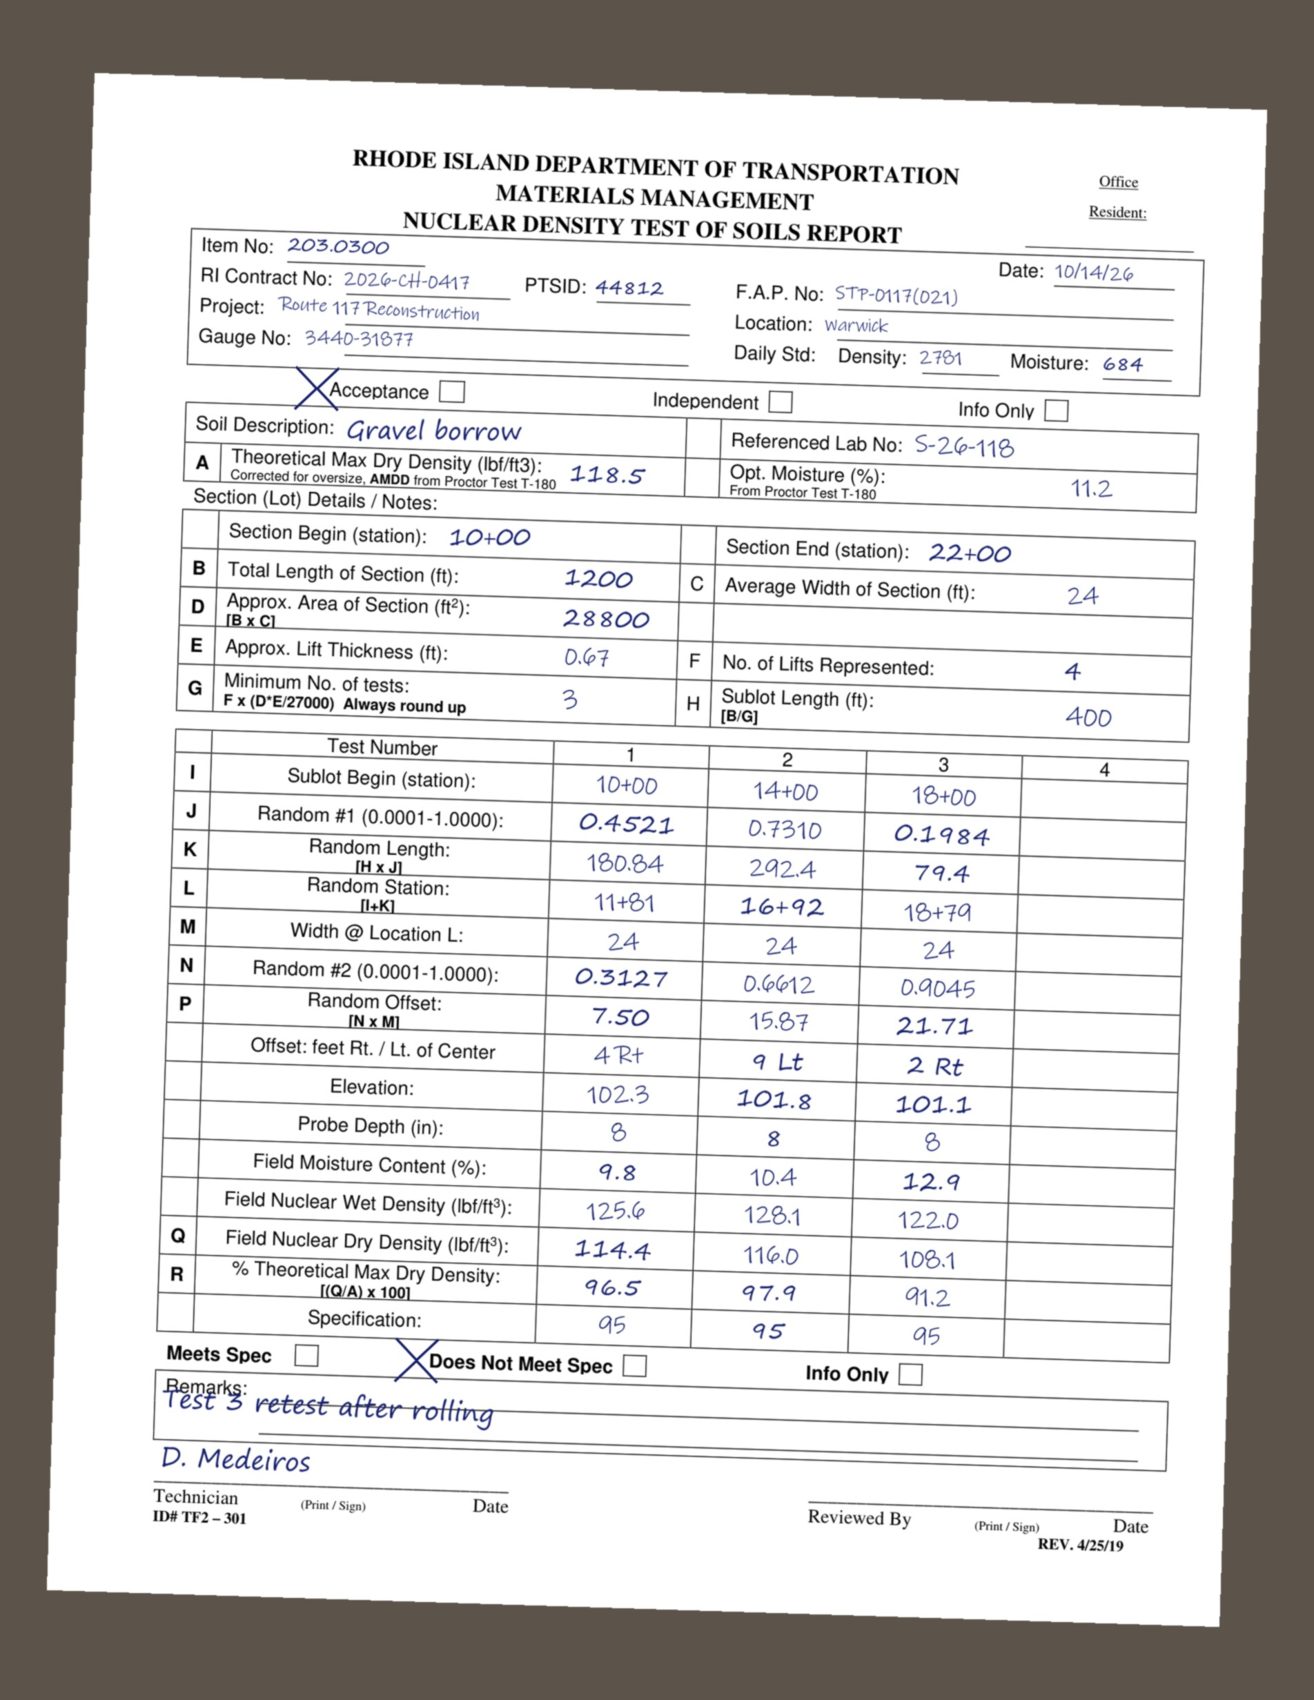 RHODE ISLAND DEPARTMENT OF TRANSPORTATION
MATERIALS MANAGEMENT
NUCLEAR DENSITY TEST OF SOILS REPORT
Office
Resident:
Item No: 203.0300
Date: 10/14/26
RI Contract No: 2026-CH-0417 PTSID: 44812 F.A.P. No: STP-0117(021)
Project: Route 117 Reconstruction Location: Warwick
Gauge No: 3440-31877 Daily Std: Density: 2781 Moisture: 684
Acceptance Independent Info Only
Soil Description: Gravel borrow Referenced Lab No: S-26-118
A Theoretical Max Dry Density (lbf/ft3): 118.5 Opt. Moisture (%): 11.2
Corrected for oversize, AMDD from Proctor Test T-180 From Proctor Test T-180
Section (Lot) Details / Notes:
Section Begin (station): 10+00 Section End (station): 22+00
B Total Length of Section (ft): 1200 C Average Width of Section (ft): 24
D Approx. Area of Section (ft²): 28800
[B x C]
E Approx. Lift Thickness (ft): 0.67 F No. of Lifts Represented: 4
G Minimum No. of tests: 3 H Sublot Length (ft): 400
F x (D*E/27000) Always round up [B/G]
Test Number 1 2 3 4
I Sublot Begin (station): 10+00 14+00 18+00
J Random #1 (0.0001-1.0000): 0.4521 0.7310 0.1984
K Random Length: 180.84 292.4 79.4
[H x J]
L Random Station: 11+81 16+92 18+79
[I+K]
M Width @ Location L: 24 24 24
N Random #2 (0.0001-1.0000): 0.3127 0.6612 0.9045
P Random Offset: 7.50 15.87 21.71
[N x M]
Offset: feet Rt. / Lt. of Center 4 Rt 9 Lt 2 Rt
Elevation: 102.3 101.8 101.1
Probe Depth (in): 8 8 8
Field Moisture Content (%): 9.8 10.4 12.9
Field Nuclear Wet Density (lbf/ft³): 125.6 128.1 122.0
Q Field Nuclear Dry Density (lbf/ft³): 114.4 116.0 108.1
R % Theoretical Max Dry Density: 96.5 97.9 91.2
[(Q/A) x 100]
Specification: 95 95 95
Meets Spec Does Not Meet Spec Info Only
Remarks:
Test 3 retest after rolling
D. Medeiros
Technician (Print / Sign) Date Reviewed By (Print / Sign) Date
ID# TF2 – 301 REV. 4/25/19